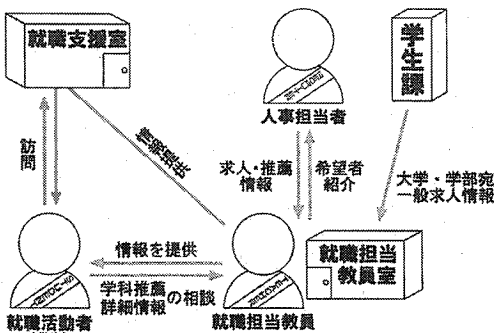 就職支援室
学生課
人事担当者
訪問
情報提供
求人・推薦
情報
希望者
紹介
大学・学部宛
一般求人情報
情報を提供
就職担当
教員室
学科推薦
詳細情報
の相談
就職活動者
就職担当教員